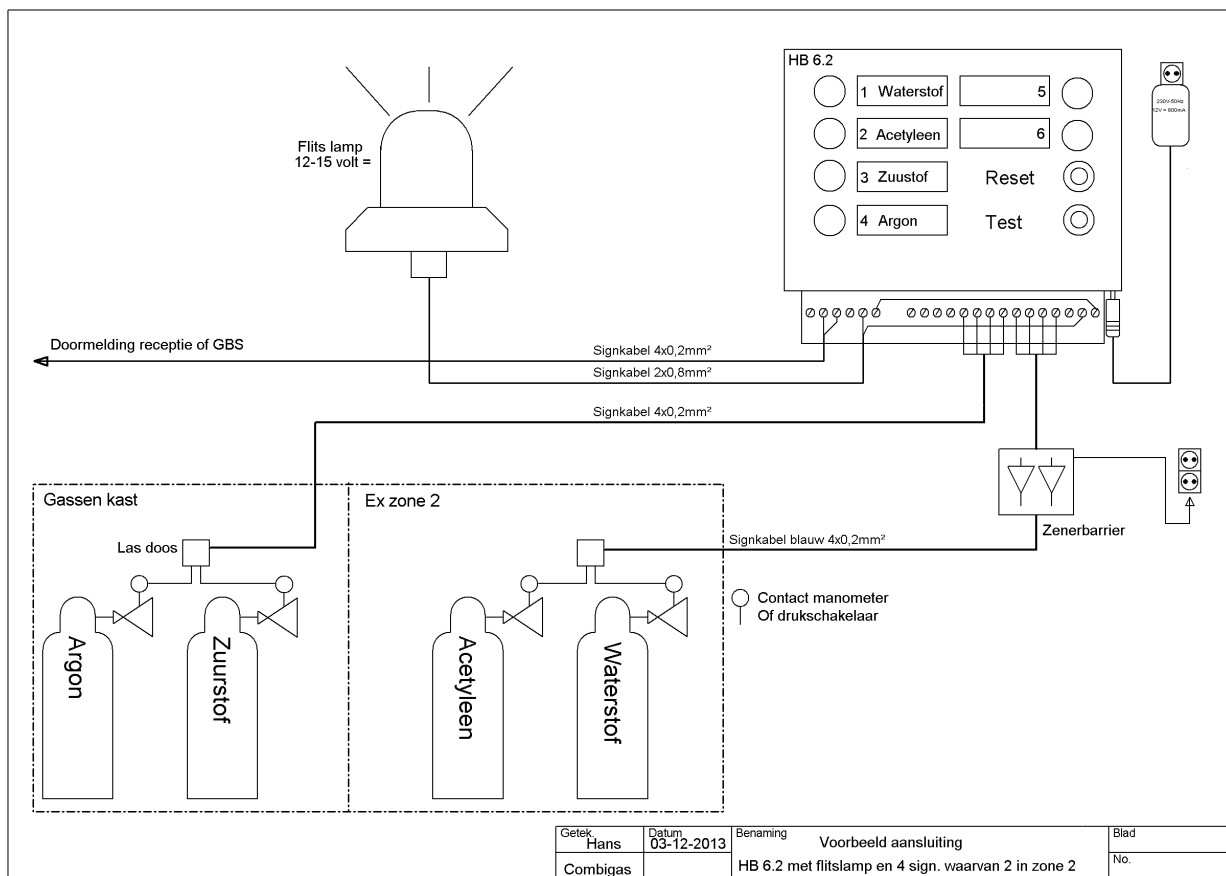 HB 6.2
1 Waterstof
5
2 Acetyleen
6
3 Zuustof
Reset
4 Argon
Test
230V-50Hz
12V = 800mA
Flits lamp
12-15 volt =
Doormelding receptie of GBS
Signkabel 4x0,2mm²
Signkabel 2x0,8mm²
Signkabel 4x0,2mm²
Gassen kast
Ex zone 2
Las doos
Zenerbarrier
Signkabel blauw 4x0,2mm²
Contact manometer
Of drukschakelaar
Argon
Zuurstof
Acetyleen
Waterstof
Getek.
Hans
Datum
03-12-2013
Benaming
Voorbeeld aansluiting
Blad
Combigas
HB 6.2 met flitslamp en 4 sign. waarvan 2 in zone 2
No.